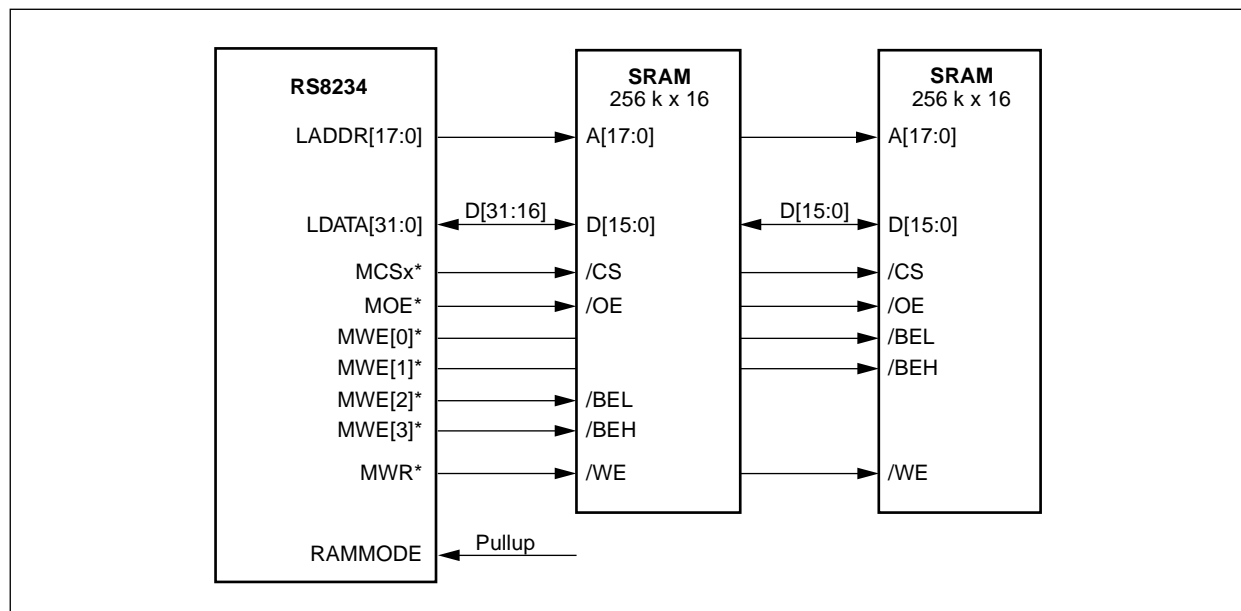 RS8234
LADDR[17:0]
LDATA[31:0]
MCSx*
MOE*
MWE[0]*
MWE[1]*
MWE[2]*
MWE[3]*
MWR*
RAMMODE
D[31:16]
Pullup
SRAM
256 k x 16
A[17:0]
D[15:0]
/CS
/OE
/BEL
/BEH
/WE
D[15:0]
SRAM
256 k x 16
A[17:0]
D[15:0]
/CS
/OE
/BEL
/BEH
/WE